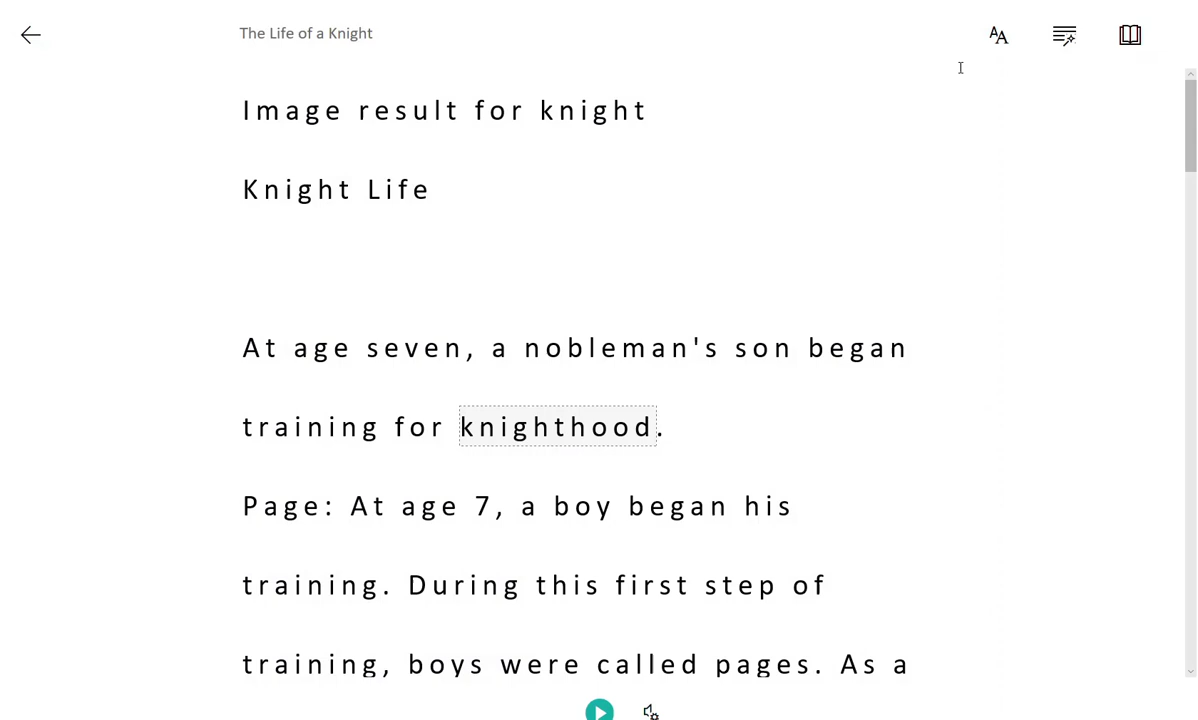 The Life of a Knight
Image result for knight
Knight Life
At age seven, a nobleman's son began
training for knighthood.
Page: At age 7, a boy began his
training. During this first step of
training, boys were called pages. As a